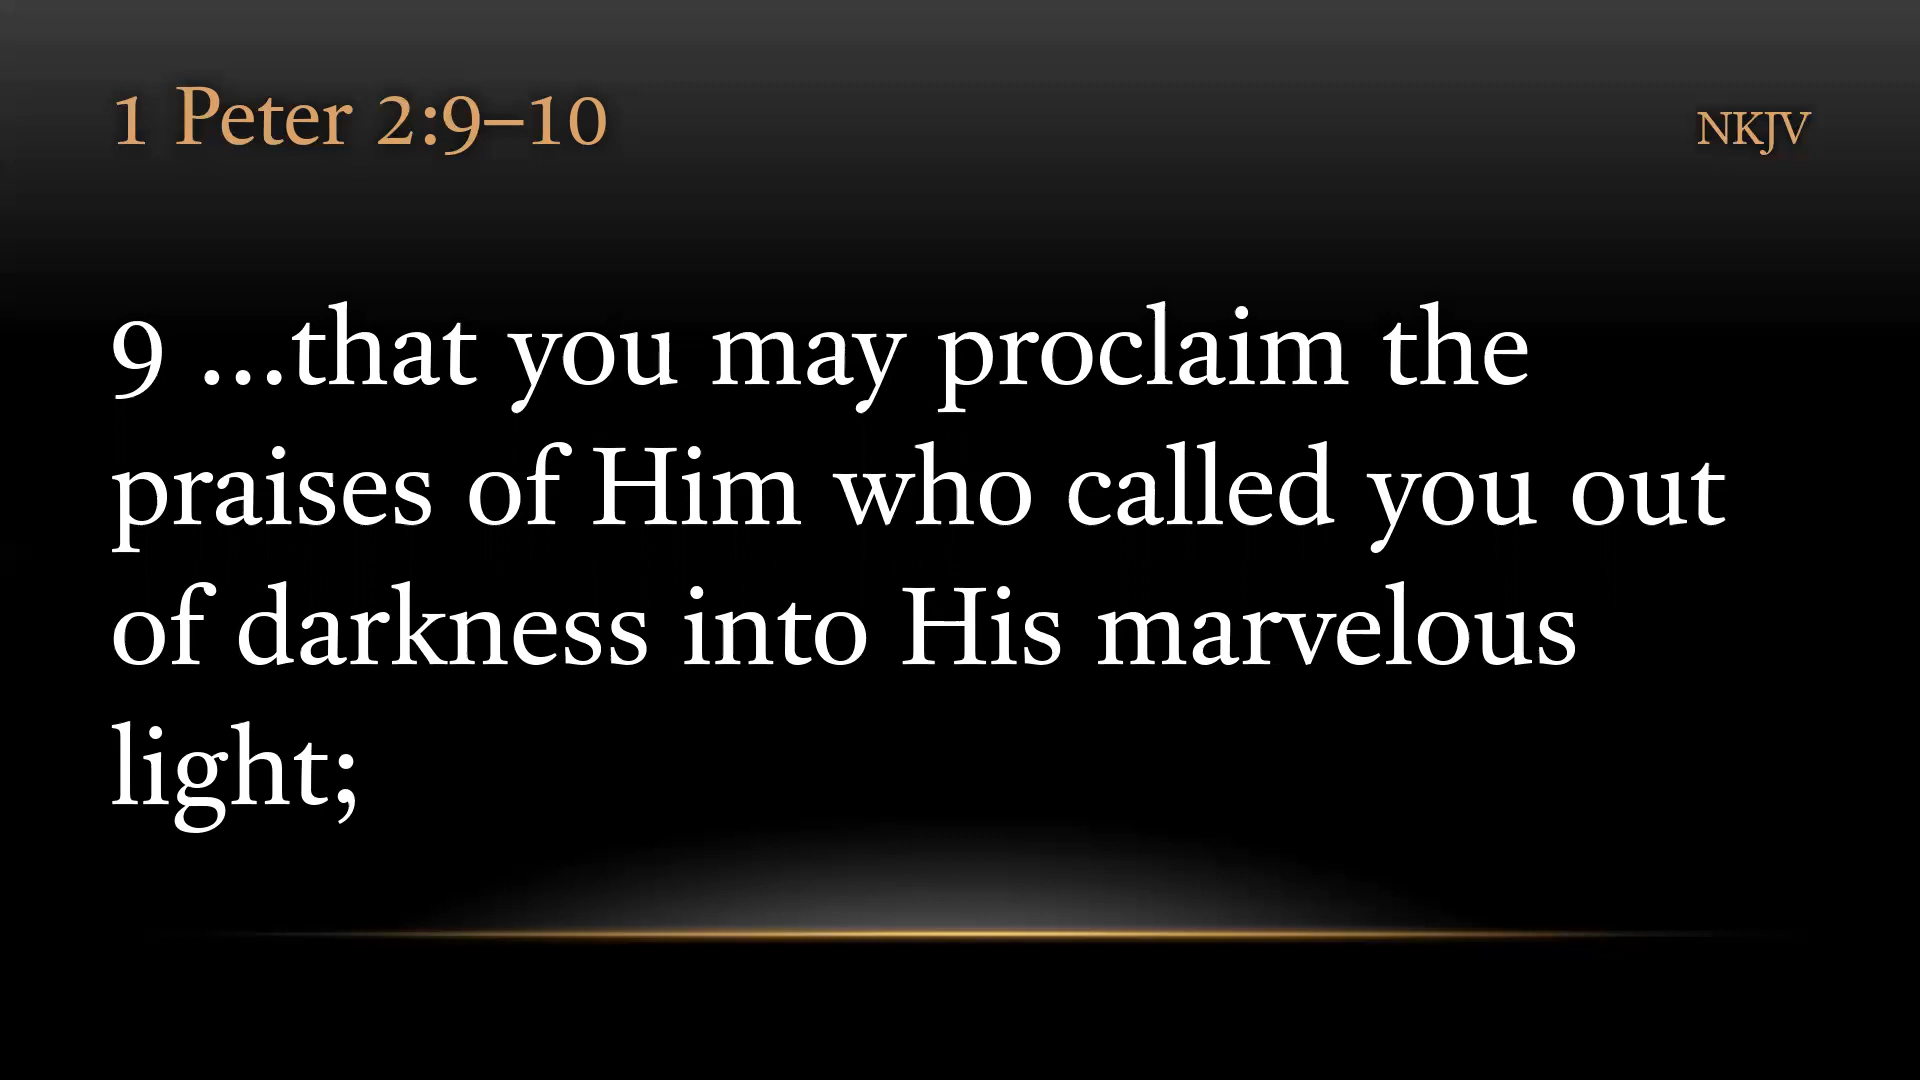 1 Peter 2:9–10
NKJV
9 ...that you may proclaim the
praises of Him who called you out
of darkness into His marvelous
light;